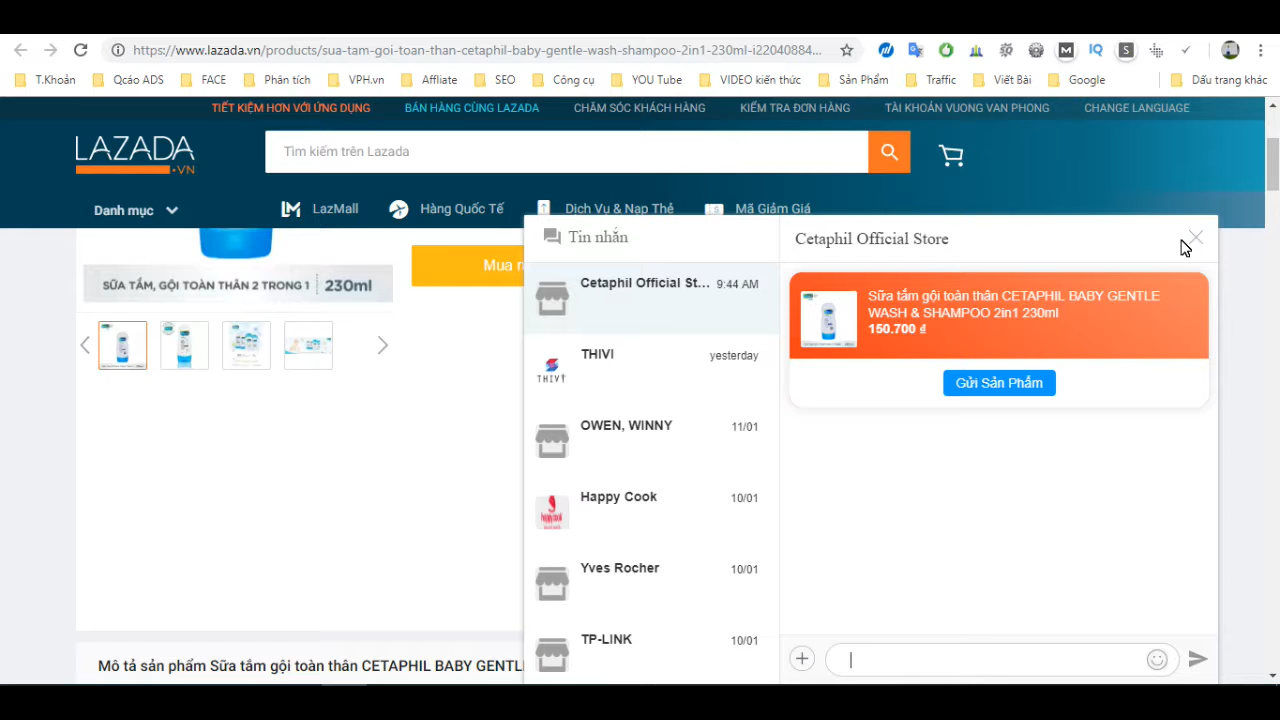 https://www.lazada.vn/products/sua-tam-goi-toan-than-cetaphil-baby-gentle-wash-shampoo-2in1-230ml-i22040884...
T.Khoản
Qcáo ADS
FACE
Phân tích
VPH.vn
Affliate
SEO
Công cụ
YOU Tube
VIDEO kiến thức
Sản Phẩm
Traffic
Viết Bài
Google
Dấu trang khác
TIẾT KIỆM HƠN VỚI ỨNG DỤNG
BÁN HÀNG CÙNG LAZADA
CHĂM SÓC KHÁCH HÀNG
KIỂM TRA ĐƠN HÀNG
TÀI KHOẢN VUONG VAN PHONG
CHANGE LANGUAGE
LAZADA
.VN
Tìm kiếm trên Lazada
Danh mục
LazMall
Hàng Quốc Tế
Dịch Vụ & Nạp Thẻ
Mã Giảm Giá
SỮA TẮM, GỘI TOÀN THÂN 2 TRONG 1 | 230ml
Mua
Mô tả sản phẩm Sữa tắm gội toàn thân CETAPHIL BABY GENTL
Tin nhắn
Cetaphil Official St... 9:44 AM
THIVI yesterday
THIVI
OWEN, WINNY 11/01
Happy Cook 10/01
happy cook
Yves Rocher 10/01
TP-LINK 10/01
Cetaphil Official Store
Sữa tắm gội toàn thân CETAPHIL BABY GENTLE
WASH & SHAMPOO 2in1 230ml
150.700 ₫
Gửi Sản Phẩm